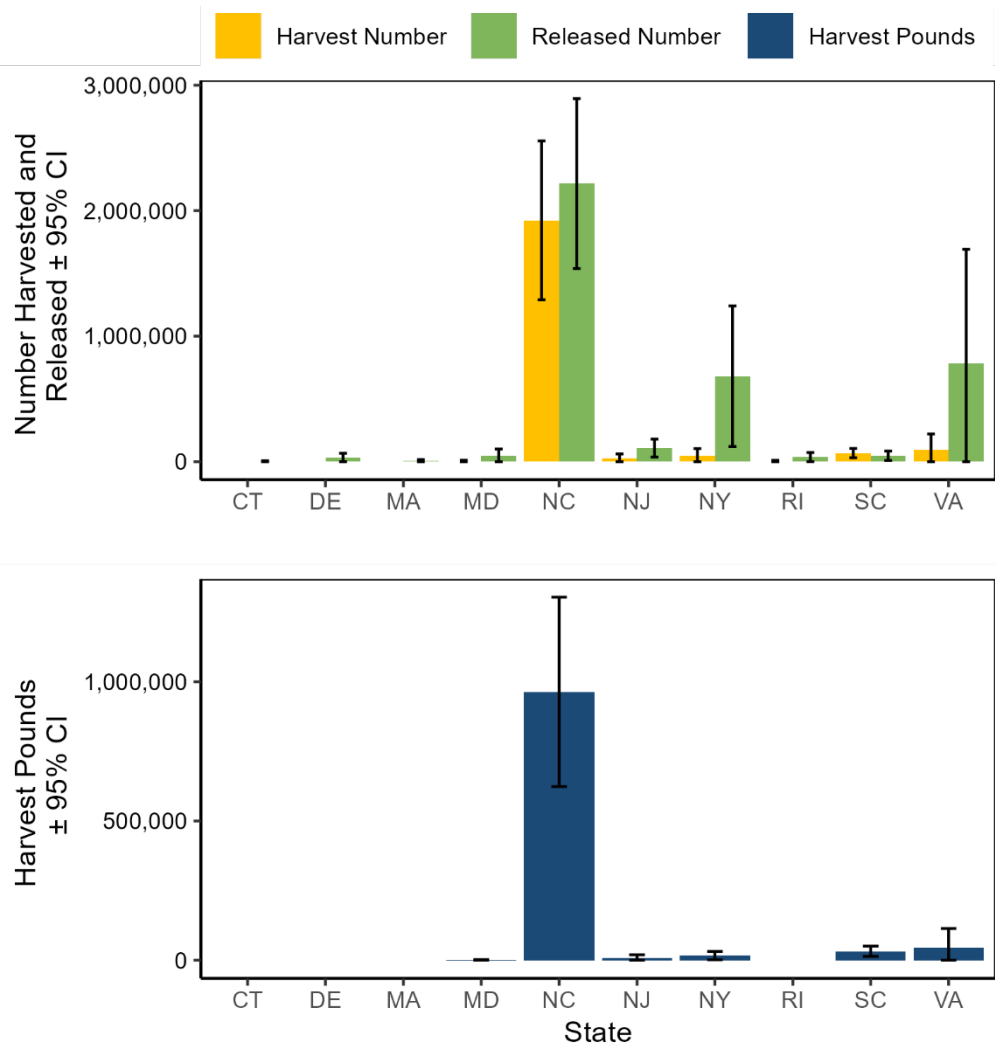 Harvest Number Released Number Harvest Pounds
Number Harvested and
Released ± 95% CI
3,000,000
2,000,000
1,000,000
0
CT DE MA MD NC NJ NY RI SC VA
Harvest Pounds
± 95% CI
1,000,000
500,000
0
CT DE MA MD NC NJ NY RI SC VA
State